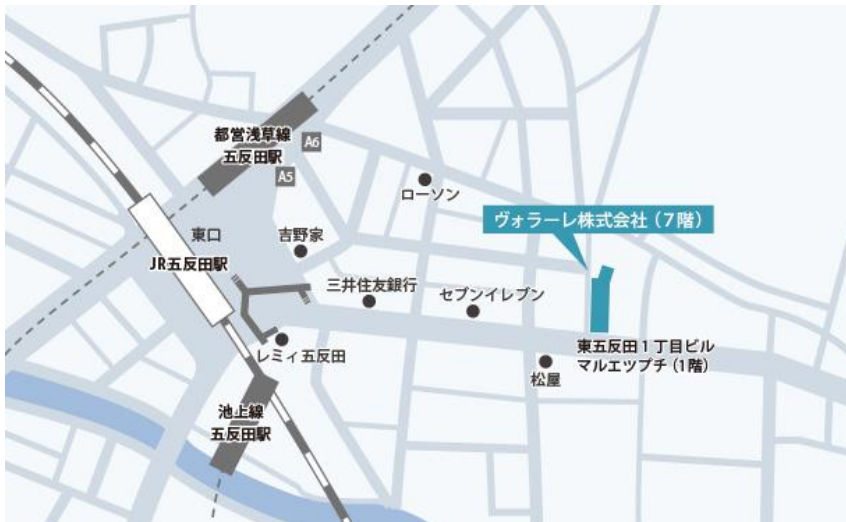 都営浅草線
五反田駅
A6
A5
ローソン
ヴォラーレ株式会社（7階）
東口
吉野家
JR五反田駅
三井住友銀行
セブンイレブン
レミィ五反田
東五反田１丁目ビル
マルエツプチ（1階）
松屋
池上線
五反田駅